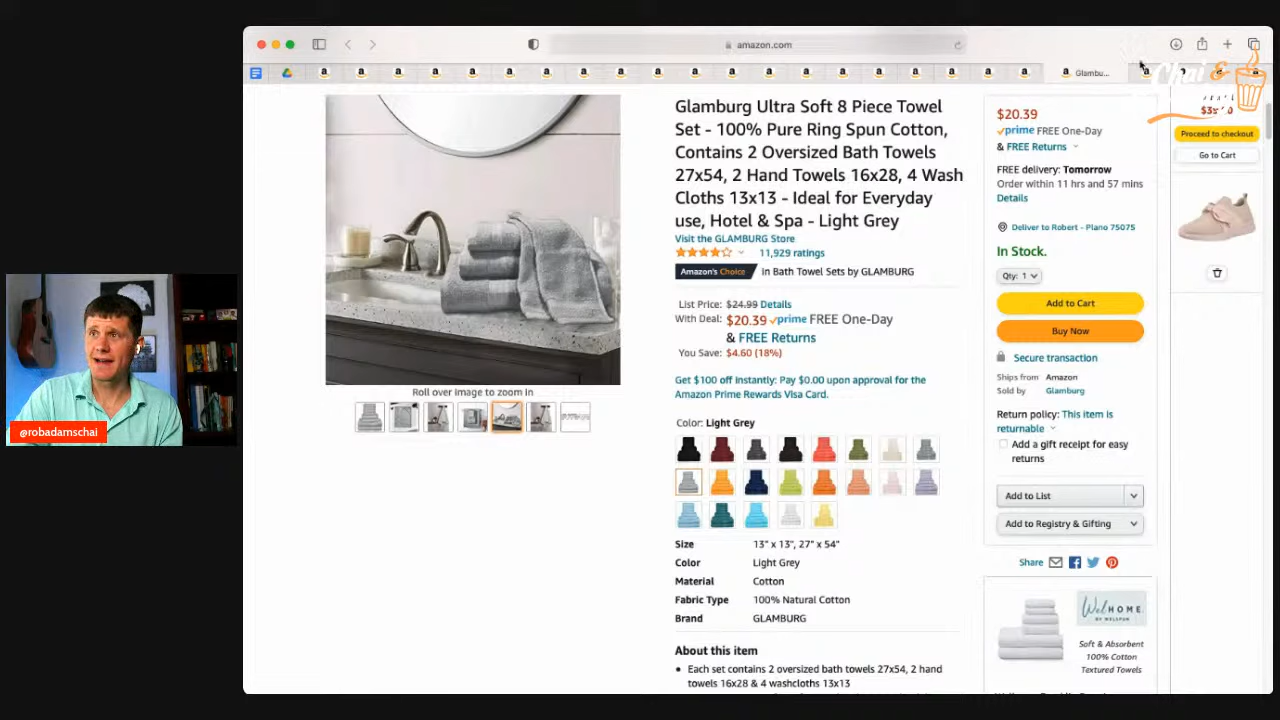 amazon.com
Glambu...
Chai &
Glamburg Ultra Soft 8 Piece Towel
Set - 100% Pure Ring Spun Cotton,
Contains 2 Oversized Bath Towels
27x54, 2 Hand Towels 16x28, 4 Wash
Cloths 13x13 - Ideal for Everyday
use, Hotel & Spa - Light Grey
Visit the GLAMBURG Store
11,929 ratings
Amazon's Choice in Bath Towel Sets by GLAMBURG
List Price: $24.99 Details
With Deal: $20.39 prime FREE One-Day
& FREE Returns
You Save: $4.60 (18%)
Get $100 off instantly: Pay $0.00 upon approval for the
Amazon Prime Rewards Visa Card.
Color: Light Grey
Size 13" x 13", 27" x 54"
Color Light Grey
Material Cotton
Fabric Type 100% Natural Cotton
Brand GLAMBURG
About this item
• Each set contains 2 oversized bath towels 27x54, 2 hand
towels 16x28 & 4 washcloths 13x13
Roll over image to zoom in
$20.39
prime FREE One-Day
& FREE Returns
FREE delivery: Tomorrow
Order within 11 hrs and 57 mins
Details
Deliver to Robert - Plano 75075
In Stock.
Qty: 1
Add to Cart
Buy Now
Secure transaction
Ships from Amazon
Sold by Glamburg
Return policy: This item is
returnable
Add a gift receipt for easy
returns
Add to List
Add to Registry & Gifting
Share
Welhome
BY WELSPUN
Soft & Absorbent
100% Cotton
Textured Towels
Proceed to checkout
Go to Cart
@robadamschai